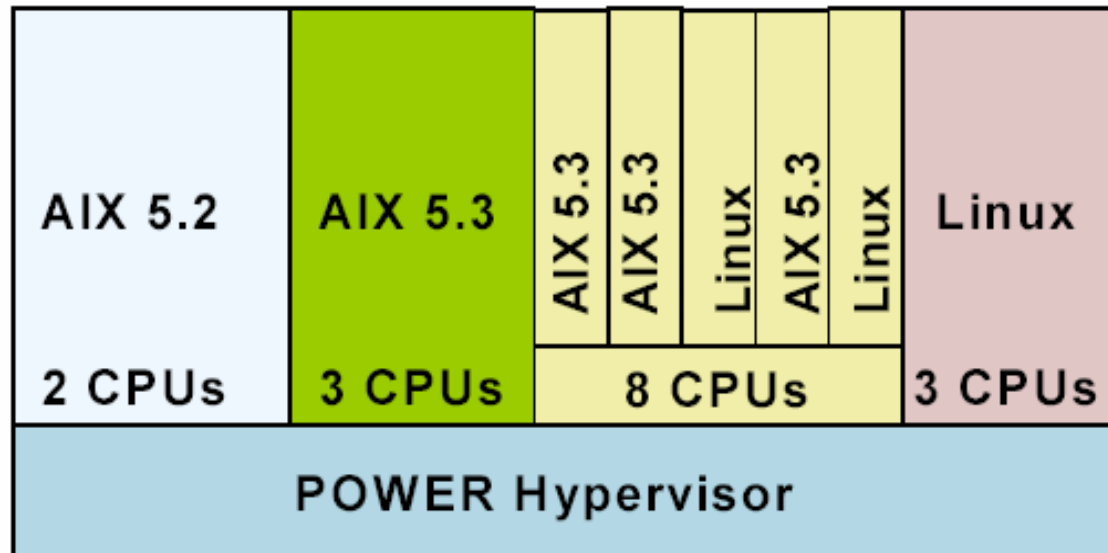 AIX 5.2
2 CPUs
AIX 5.3
3 CPUs
AIX 5.3
AIX 5.3
Linux
AIX 5.3
Linux
8 CPUs
Linux
3 CPUs
POWER Hypervisor